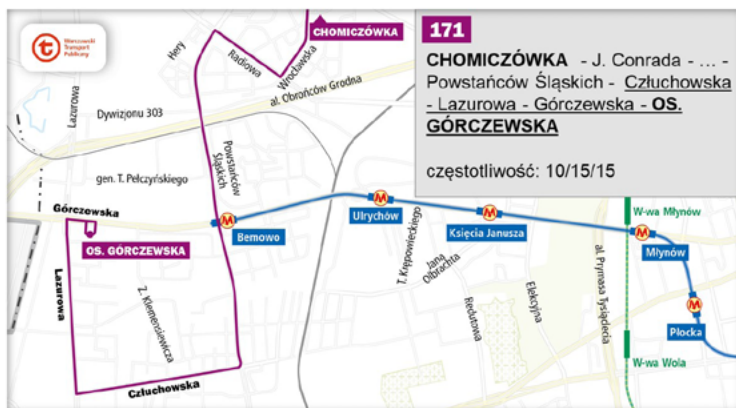 Warszawski
Transport
Publiczny
CHOMICZÓWKA
171
CHOMICZÓWKA - J. Conrada - ... -
Powstańców Śląskich - Człuchowska
- Lazurowa - Górczewska - OS.
GÓRCZEWSKA
częstotliwość: 10/15/15
Hery
Radiowa
Wrocławska
al. Obrońców Grodna
Lazurowa
Dywizjonu 303
Powstańców
Śląskich
gen. T. Pełczyńskiego
Górczewska
OS. GÓRCZEWSKA
Bemowo
Ulrychów
Księcia Janusza
W-wa Młynów
Młynów
Płocka
T. Krępowieckiego
Jana
Olbrachta
Redutowa
Elekcyjna
al. Prymasa Tysiąclecia
Lazurowa
Z. Klemensiewicza
Człuchowska
W-wa Wola